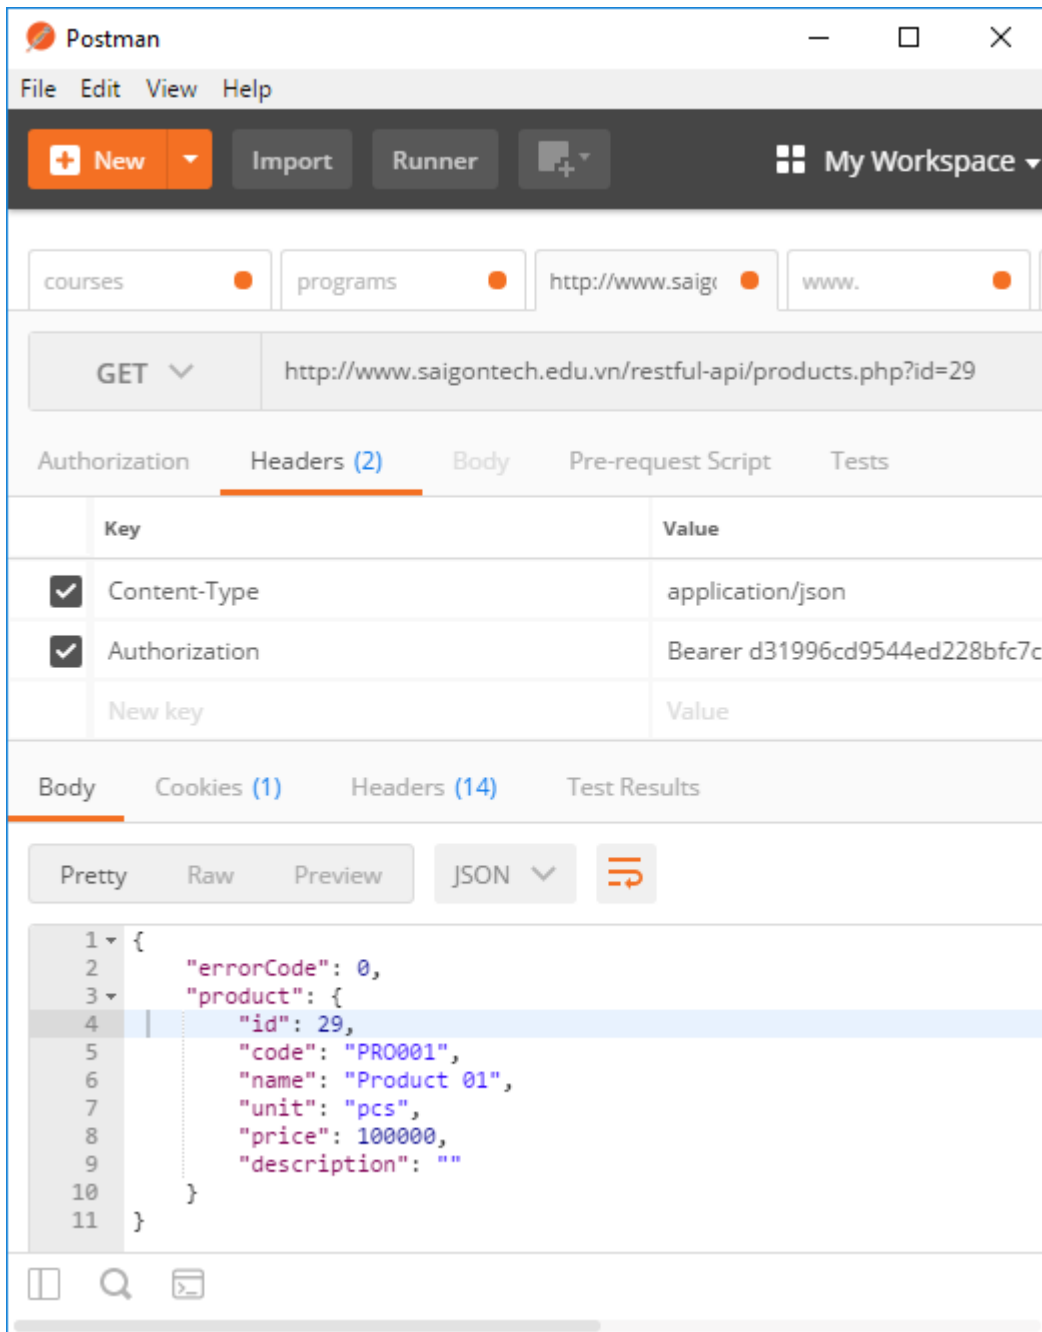 Postman
File Edit View Help
New Import Runner My Workspace
courses programs http://www.saig www.
GET http://www.saigontech.edu.vn/restful-api/products.php?id=29
Authorization Headers (2) Body Pre-request Script Tests
Key Value
Content-Type application/json
Authorization Bearer d31996cd9544ed228bfc7c
New key Value
Body Cookies (1) Headers (14) Test Results
Pretty Raw Preview JSON
1 {
2 "errorCode": 0,
3 "product": {
4 "id": 29,
5 "code": "PRO001",
6 "name": "Product 01",
7 "unit": "pcs",
8 "price": 100000,
9 "description": ""
10 }
11 }